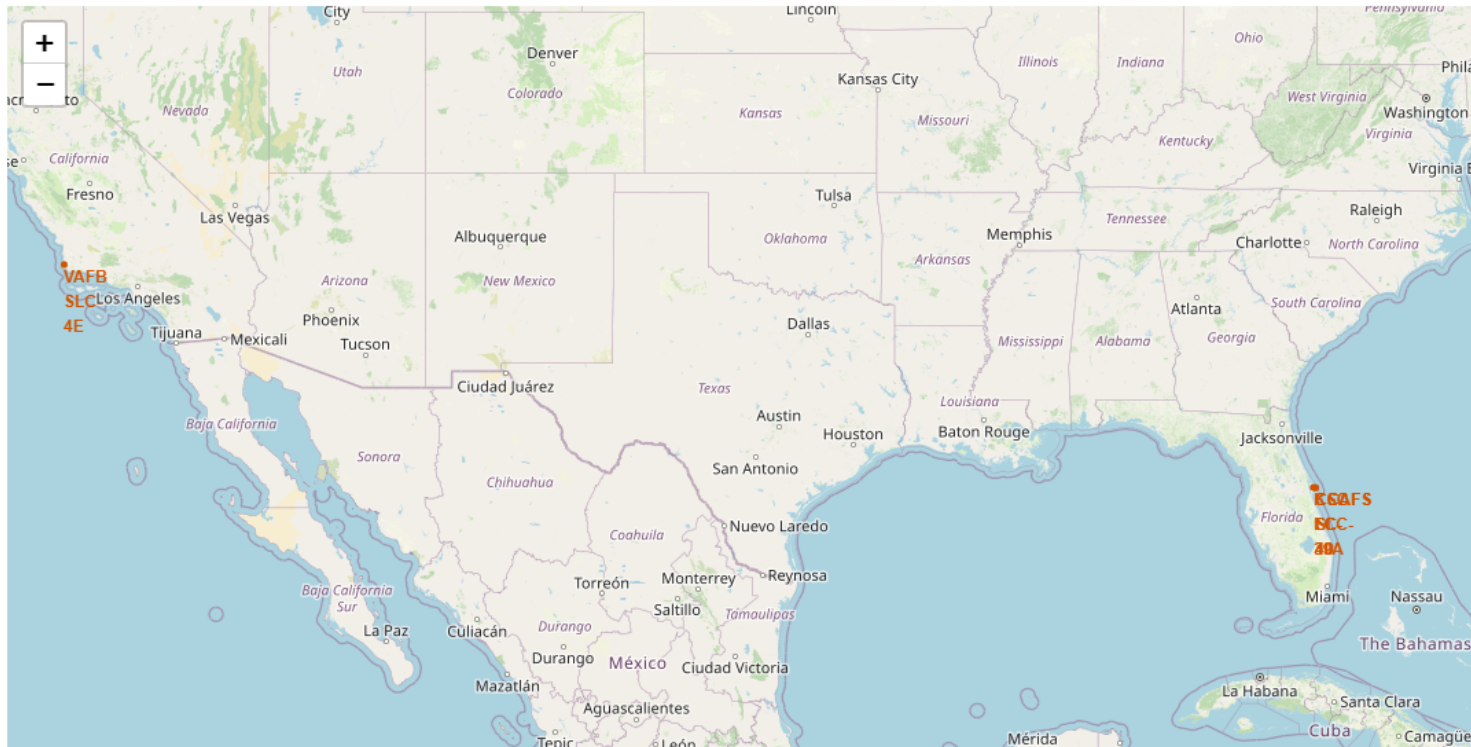 City
Lincoln
Pennsylvania
+
−
Utah
Denver
Colorado
Kansas City
Kansas
Missouri
Illinois
Indiana
Ohio
West Virginia
Phila
Washington
Virginia
Virginia B
Nevada
California
Fresno
Las Vegas
Albuquerque
Arizona
New Mexico
Tulsa
Oklahoma
Arkansas
Memphis
Kentucky
Tennessee
Raleigh
Charlotte
North Carolina
South Carolina
VAFB
SLC-
4E
Los Angeles
Tijuana
Mexicali
Phoenix
Tucson
Dallas
Atlanta
Mississippi
Alabama
Georgia
Ciudad Juárez
Texas
Louisiana
Baton Rouge
Austin
Houston
San Antonio
Jacksonville
Baja California
Sonora
Chihuahua
Coahuila
Nuevo Laredo
Florida
Reynosa
Miami
Nassau
The Bahamas
Baja California
Sur
Torreón
Monterrey
Saltillo
Tamaulipas
La Paz
Culiacán
Durango
Durango
México
Ciudad Victoria
Mazatlán
Aguascalientes
Tepic
León
Mérida
La Habana
Santa Clara
Cuba
Camagüe